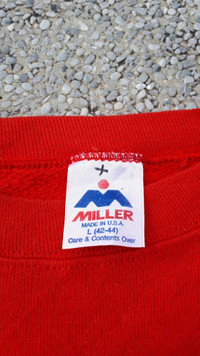 MILLER
MADE IN U.S.A.
L (42-44)
Care & Contents Over